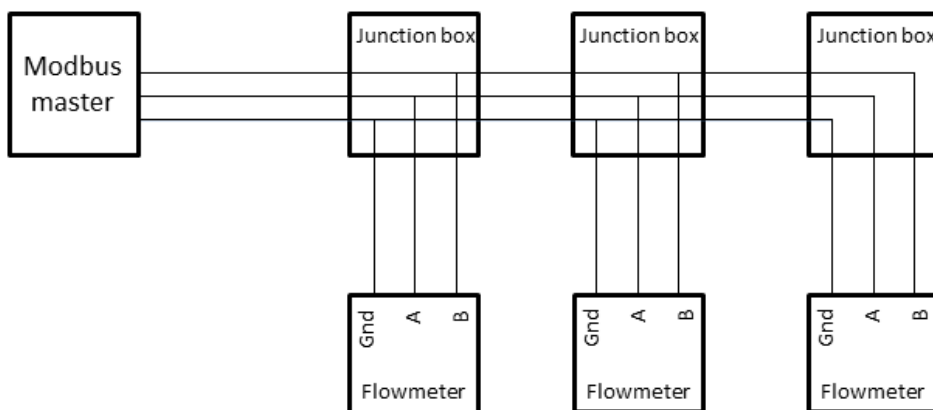 Modbus
master
Junction box
Junction box
Junction box
Gnd
A
B
Flowmeter
Gnd
A
B
Flowmeter
Gnd
A
B
Flowmeter